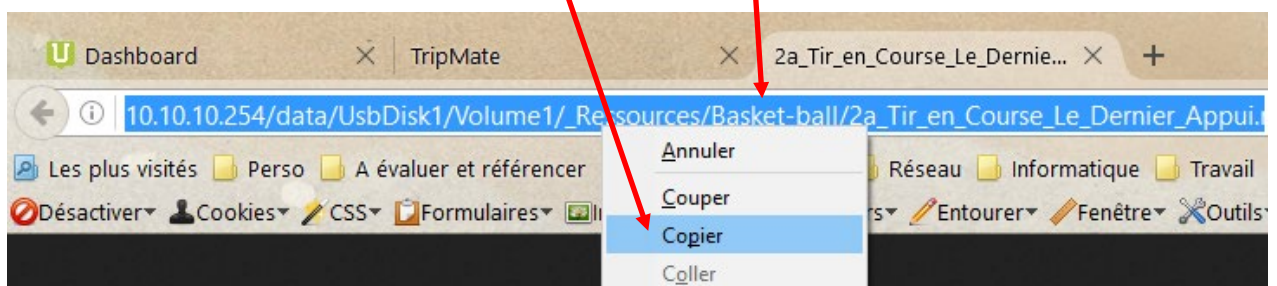 Dashboard TripMate 2a_Tir_en_Course_Le_Dernie...
10.10.10.254/data/UsbDisk1/Volume1/_Ressources/Basket-ball/2a_Tir_en_Course_Le_Dernier_Appui.
Annuler
Les plus visités Perso A évaluer et référencer Réseau Informatique Travail
Couper
Désactiver Cookies CSS Formulaires Entourer Fenêtre Outils
Copier
Coller